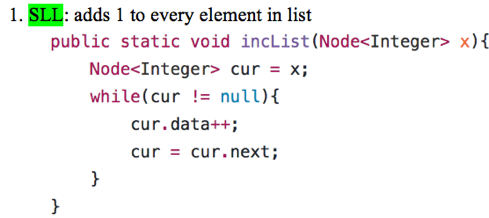 1. SLL: adds 1 to every element in list
public static void incList(Node<Integer> x){
Node<Integer> cur = x;
while(cur != null){
cur.data++;
cur = cur.next;
}
}